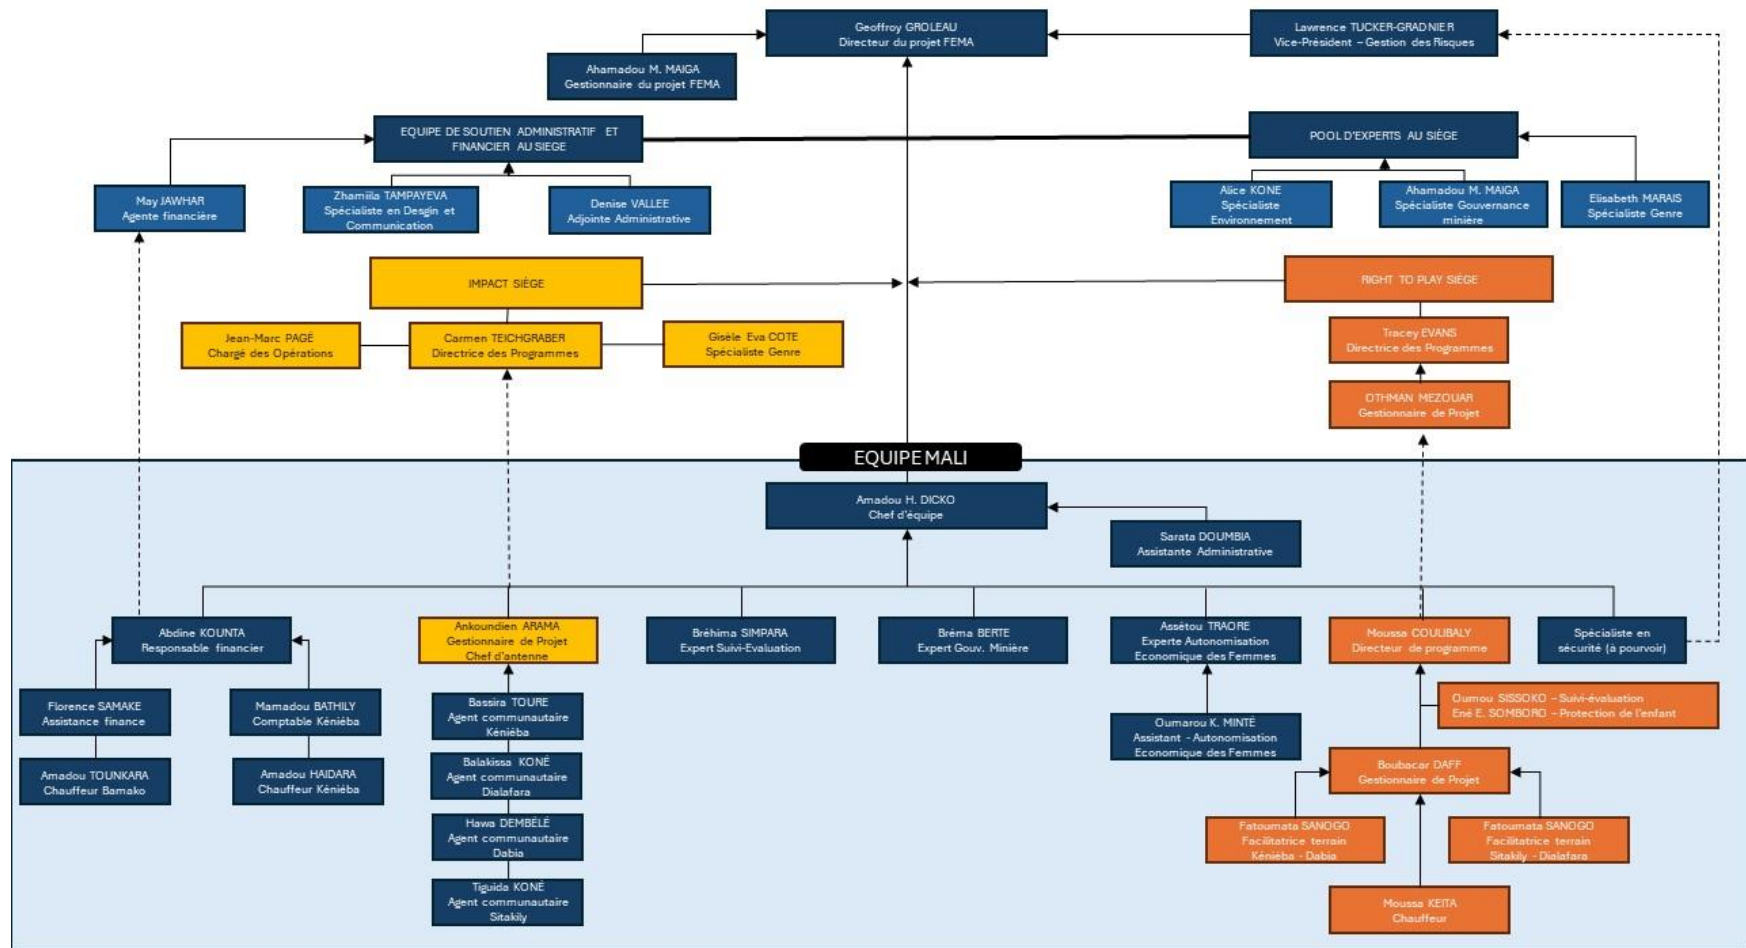 Geoffroy GROLEAU
Directeur du projet FEMA
Lawrence TUCKER-GRADNIER
Vice-Président – Gestion des Risques
Ahamadou M. MAIGA
Gestionnaire du projet FEMA
EQUIPE DE SOUTIEN ADMINISTRATIF ET
FINANCIER AU SIEGE
POOL D'EXPERTS AU SIÈGE
May JAWHAR
Agente financière
Zhamiila TAMPAYEVA
Spécialiste en Desgin et
Communication
Denise VALLEE
Adjointe Administrative
Alice KONE
Spécialiste
Environnement
Ahamadou M. MAIGA
Spécialiste Gouvernance
minière
Elisabeth MARAIS
Spécialiste Genre
IMPACT SIÈGE
RIGHT TO PLAY SIÈGE
Jean-Marc PAGÉ
Chargé des Opérations
Carmen TEICHGRABER
Directrice des Programmes
Gisèle Eva COTE
Spécialiste Genre
Tracey EVANS
Directrice des Programmes
OTHMAN MEZOUAR
Gestionnaire de Projet
EQUIPE MALI
Amadou H. DICKO
Chef d'équipe
Sarata DOUMBIA
Assistante Administrative
Abdine KOUNTA
Responsable financier
Ankoundien ARAMA
Gestionnaire de Projet
Chef d'antenne
Bréhima SIMPARA
Expert Suivi-Evaluation
Bréma BERTE
Expert Gouv. Minière
Assétou TRAORE
Experte Autonomisation
Economique des Femmes
Moussa COULIBALY
Directeur de programme
Spécialiste en
sécurité (à pourvoir)
Florence SAMAKE
Assistance finance
Mamadou BATHILY
Comptable Kéniéba
Bassira TOURE
Agent communautaire
Kéniéba
Oumarou K. MINTÉ
Assistant - Autonomisation
Economique des Femmes
Oumou SISSOKO – Suivi-évaluation
Ené E. SOMBORO – Protection de l'enfant
Amadou TOUNKARA
Chauffeur Bamako
Amadou HAIDARA
Chauffeur Kéniéba
Balakissa KONÉ
Agent communautaire
Dialafara
Boubacar DAFF
Gestionnaire de Projet
Hawa DEMBÉLÉ
Agent communautaire
Dabia
Fatoumata SANOGO
Facilitatrice terrain
Kéniéba - Dabia
Fatoumata SANOGO
Facilitatrice terrain
Sitakily - Dialafara
Tiguida KONÉ
Agent communautaire
Sitakily
Moussa KEITA
Chauffeur